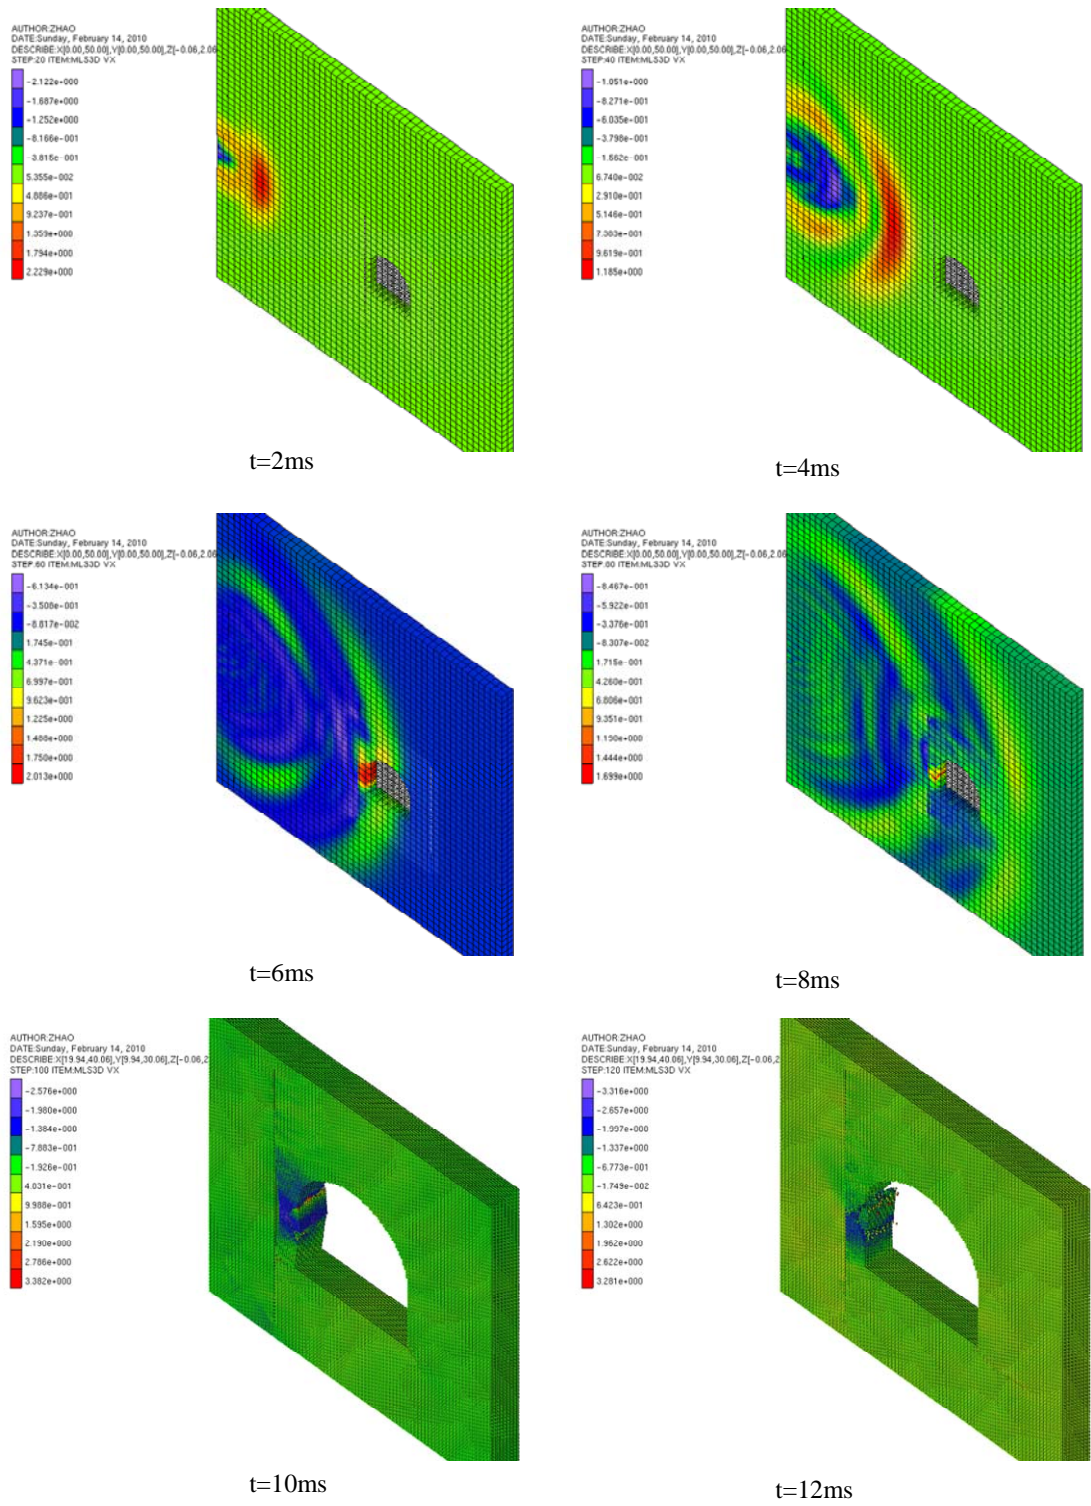 AUTHOR:ZHAO
DATE:Sunday, February 14, 2010
DESCRIBE:X[0.00,50.00],Y[0.00,50.00],Z[-0.06,2.06
STEP:20 ITEM:MLS3D VX
-2.122e+000
-1.687e+000
-1.252e+000
-8.166e-001
-3.816e-001
5.355e-002
4.886e-001
9.237e-001
1.359e+000
1.794e+000
2.229e+000
t=2ms
AUTHOR:ZHAO
DATE:Sunday, February 14, 2010
DESCRIBE:X[0.00,50.00],Y[0.00,50.00],Z[-0.06,2.06
STEP:40 ITEM:MLS3D VX
-1.051e+000
-8.271e-001
-6.035e-001
-3.798e-001
-1.562e-001
6.740e-002
2.910e-001
5.146e-001
7.383e-001
9.619e-001
1.185e+000
t=4ms
AUTHOR:ZHAO
DATE:Sunday, February 14, 2010
DESCRIBE:X[0.00,50.00],Y[0.00,50.00],Z[-0.06,2.06
STEP:60 ITEM:MLS3D VX
-6.134e-001
-3.508e-001
-8.817e-002
1.745e-001
4.371e-001
6.997e-001
9.623e-001
1.225e+000
1.488e+000
1.750e+000
2.013e+000
t=6ms
AUTHOR:ZHAO
DATE:Sunday, February 14, 2010
DESCRIBE:X[0.00,50.00],Y[0.00,50.00],Z[-0.06,2.06
STEP:80 ITEM:MLS3D VX
-8.467e-001
-5.922e-001
-3.376e-001
-8.307e-002
1.715e-001
4.260e-001
6.806e-001
9.351e-001
1.190e+000
1.444e+000
1.699e+000
t=8ms
AUTHOR:ZHAO
DATE:Sunday, February 14, 2010
DESCRIBE:X[19.94,40.06],Y[9.94,30.06],Z[-0.06,2
STEP:100 ITEM:MLS3D VX
-2.576e+000
-1.980e+000
-1.384e+000
-7.883e-001
-1.926e-001
4.031e-001
9.988e-001
1.595e+000
2.190e+000
2.786e+000
3.382e+000
t=10ms
AUTHOR:ZHAO
DATE:Sunday, February 14, 2010
DESCRIBE:X[19.94,40.06],Y[9.94,30.06],Z[-0.06,2
STEP:120 ITEM:MLS3D VX
-3.316e+000
-2.657e+000
-1.997e+000
-1.337e+000
-6.773e-001
-1.749e-002
6.423e-001
1.302e+000
1.962e+000
2.622e+000
3.281e+000
t=12ms